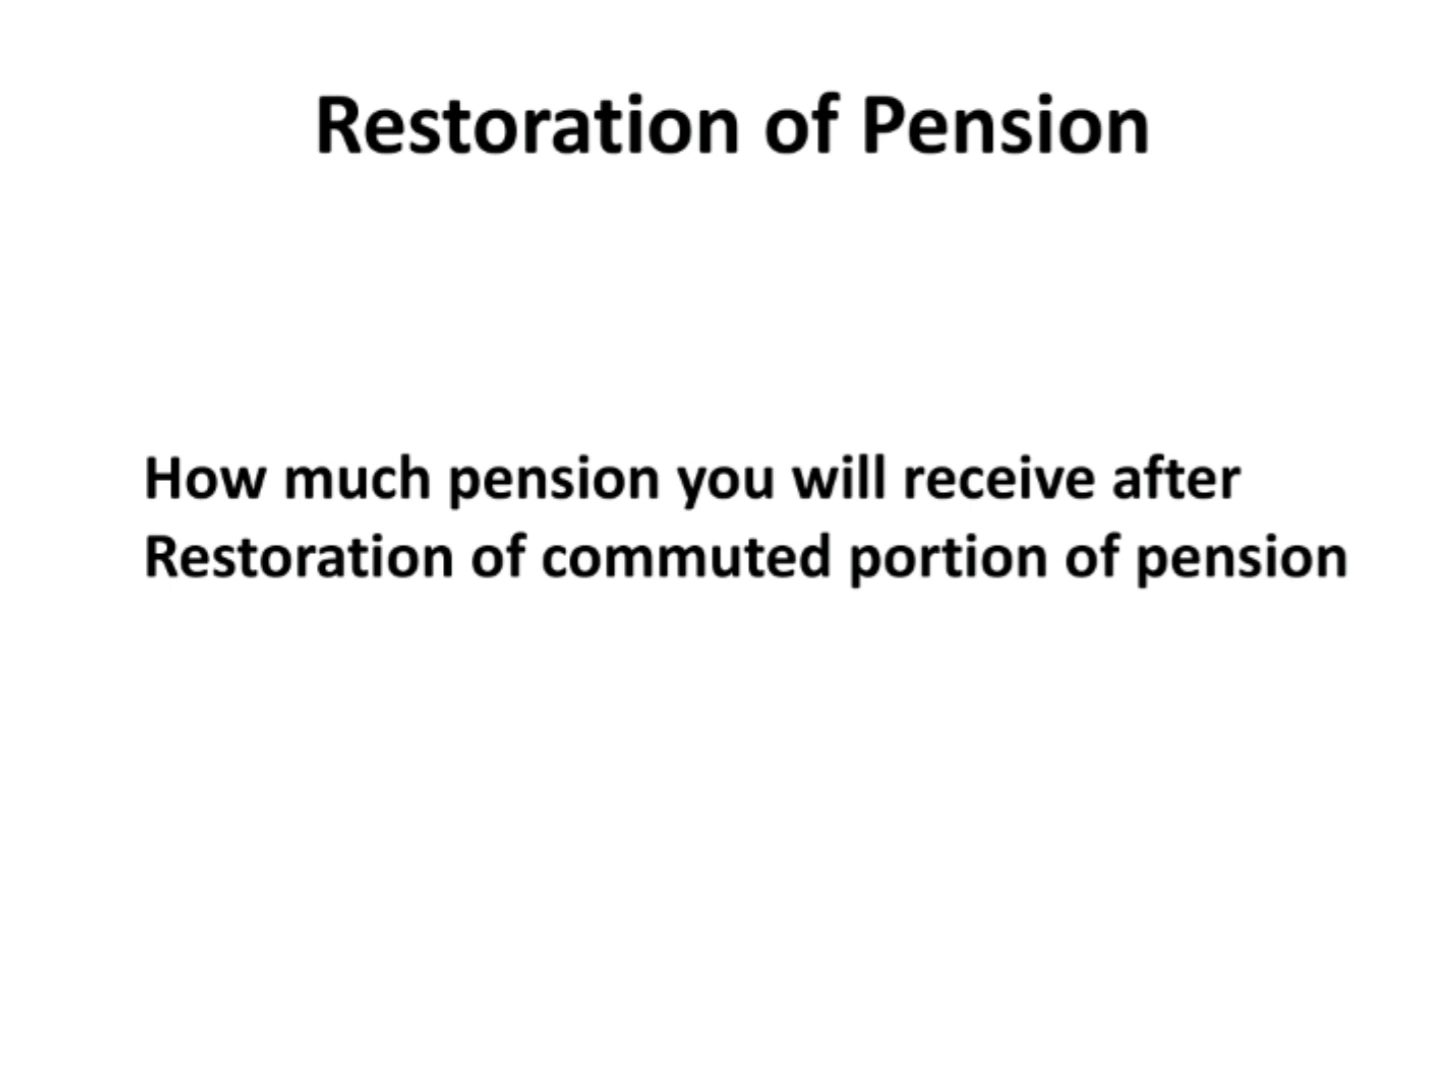 Restoration of Pension
How much pension you will receive after
Restoration of commuted portion of pension